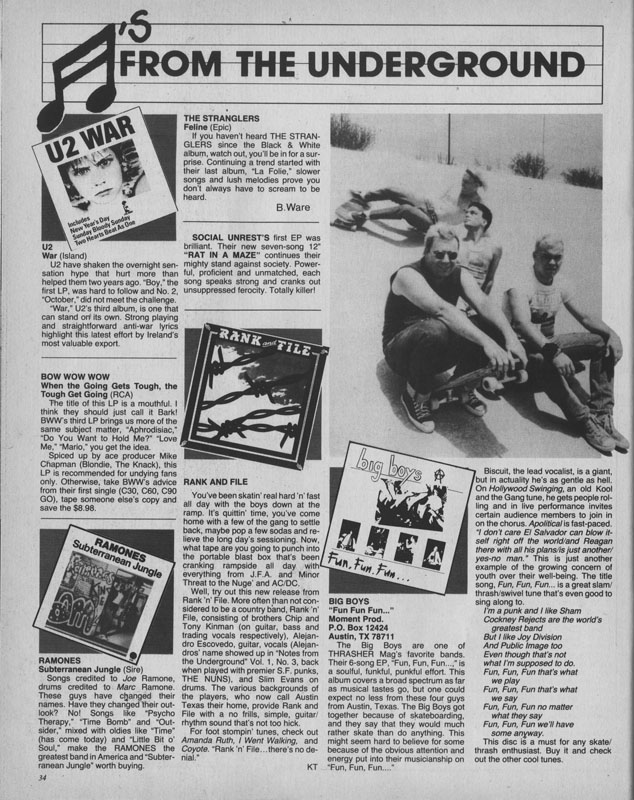 'S
FROM THE UNDERGROUND
U2 WAR
Includes
New Year's Day
Sunday Bloody Sunday
Two Hearts Beat As One
U2
War (Island)
U2 have shaken the overnight sen-
sation hype that hurt more than
helped them two years ago. "Boy," the
first LP, was hard to follow and No. 2,
"October," did not meet the challenge.
"War," U2's third album, is one that
can stand on its own. Strong playing
and straightforward anti-war lyrics
highlight this latest effort by Ireland's
most valuable export.
BOW WOW WOW
When the Going Gets Tough, the
Tough Get Going (RCA)
The title of this LP is a mouthful. I
think they should just call it Bark!
BWW's third LP brings us more of the
same subject matter, "Aphrodisiac,"
"Do You Want to Hold Me?" "Love
Me," "Mario," you get the idea.
Spiced up by ace producer Mike
Chapman (Blondie, The Knack), this
LP is recommended for undying fans
only. Otherwise, take BWW's advice
from their first single (C30, C60, C90
GO), tape someone else's copy and
save the $8.98.
RAMONES
Subterranean Jungle
RAMONES
Subterranean Jungle (Sire)
Songs credited to Joe Ramone,
drums credited to Marc Ramone.
These guys have changed their
names. Have they changed their out-
look? No! Songs like "Psycho
Therapy," "Time Bomb" and "Out-
sider," mixed with oldies like "Time"
(has come today) and "Little Bit o'
Soul," make the RAMONES the
greatest band in America and "Subter-
ranean Jungle" worth buying.
34
THE STRANGLERS
Feline (Epic)
If you haven't heard THE STRAN-
GLERS since the Black & White
album, watch out, you'll be in for a sur-
prise. Continuing a trend started with
their last album, "La Folie," slower
songs and lush melodies prove you
don't always have to scream to be
heard.
B.Ware
SOCIAL UNREST'S first EP was
brilliant. Their new seven-song 12"
"RAT IN A MAZE" continues their
mighty stand against society. Power-
ful, proficient and unmatched, each
song speaks strong and cranks out
unsuppressed ferocity. Totally killer!
RANK and FILE
RANK AND FILE
You've been skatin' real hard 'n' fast
all day with the boys down at the
ramp. It's quittin' time, you've come
home with a few of the gang to settle
back, maybe pop a few sodas and re-
lieve the long day's sessioning. Now,
what tape are you going to punch into
the portable blast box that's been
cranking rampside all day with
everything from J.F.A. and Minor
Threat to the Nuge' and AC/DC.
Well, try out this new release from
Rank 'n' File. More often than not con-
sidered to be a country band, Rank 'n'
File, consisting of brothers Chip and
Tony Kinman (on guitar, bass and
trading vocals respectively), Alejan-
dro Escovedo, guitar, vocals (Alejan-
dros' name showed up in "Notes from
the Underground" Vol. 1, No. 3, back
when played with premier S.F. punks,
THE NUNS), and Slim Evans on
drums. The various backgrounds of
the players, who now call Austin
Texas their home, provide Rank and
File with a no frills, simple, guitar/
rhythm sound that's not too hick.
For foot stompin' tunes, check out
Amanda Ruth, I Went Walking, and
Coyote. "Rank 'n' File...there's no de-
nial."
KT
big boys
Fun, Fun, Fun...
BIG BOYS
"Fun Fun Fun..."
Moment Prod.
P.O. Box 12424
Austin, TX 78711
The Big Boys are one of
THRASHER Mag's favorite bands.
Their 6-song EP, "Fun, Fun, Fun...," is
a soulful, funkful, punkful effort. This
album covers a broad spectrum as far
as musical tastes go, but one could
expect no less from these four guys
from Austin, Texas. The Big Boys got
together because of skateboarding,
and they say that they would much
rather skate than do anything. This
might seem hard to believe for some
because of the obvious attention and
energy put into their musicianship on
"Fun, Fun, Fun...."
Biscuit, the lead vocalist, is a giant,
but in actuality he's as gentle as hell.
On Hollywood Swinging, an old Kool
and the Gang tune, he gets people rol-
ling and in live performance invites
certain audience members to join in
on the chorus. Apolitical is fast-paced.
"I don't care El Salvador can blow it-
self right off the world/and Reagan
there with all his plans/is just another/
yes-no man." This is just another
example of the growing concern of
youth over their well-being. The title
song, Fun, Fun, Fun... is a great slam/
thrash/swivel tune that's even good to
sing along to.
I'm a punk and I like Sham
Cockney Rejects are the world's
greatest band
But I like Joy Division
And Public Image too
Even though that's not
what I'm supposed to do.
Fun, Fun, Fun that's what
we play
Fun, Fun, Fun that's what
we say
Fun, Fun, Fun no matter
what they say
Fun, Fun, Fun we'll have
some anyway.
This disc is a must for any skate/
thrash enthusiast. Buy it and check
out the other cool tunes.